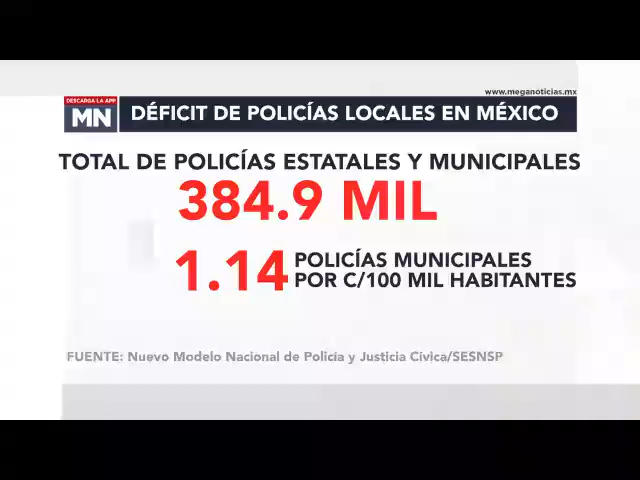 www.meganoticias.mx
DESCARGA LA APP
MN
DÉFICIT DE POLICÍAS LOCALES EN MÉXICO
TOTAL DE POLICÍAS ESTATALES Y MUNICIPALES
384.9 MIL
1.14
POLICÍAS MUNICIPALES
POR C/100 MIL HABITANTES
FUENTE: Nuevo Modelo Nacional de Policía y Justicia Cívica/SESNSP